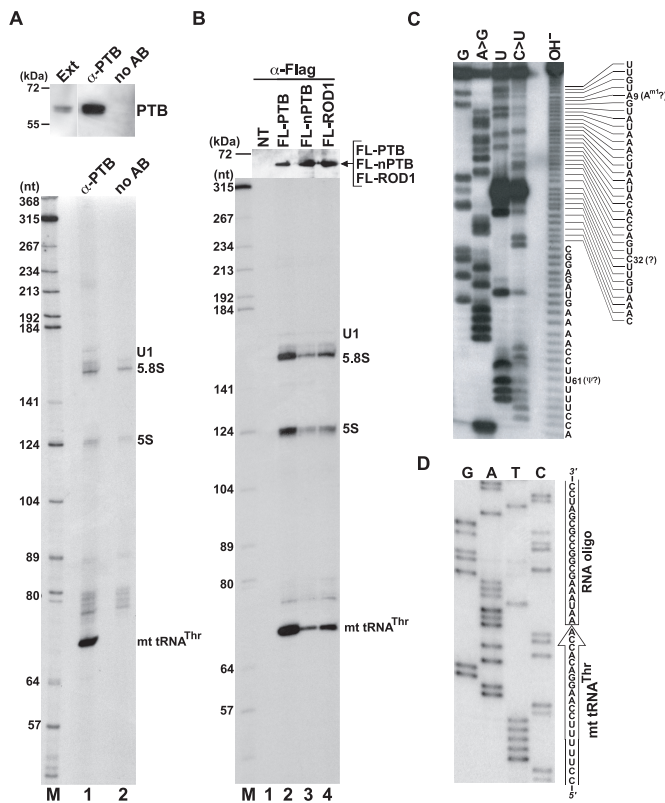 A
Ext
α-PTB
no AB
(kDa)
72
55
PTB
α-PTB
no AB
(nt)
368
315
267
234
213
192
184
141
124
104
89
80
64
57
U1
5.8S
5S
mt tRNA^Thr
M 1 2
B
α-Flag
NT
FL-PTB
FL-nPTB
FL-ROD1
(kDa)
72
FL-PTB
FL-nPTB
FL-ROD1
(nt)
315
267
234
213
192
184
141
124
104
89
80
64
57
U1
5.8S
5S
mt tRNA^Thr
M 1 2 3 4
C
G
A>G
U
C>U
OH⁻
U
U
G
U
A9 (A^m1?)
G
U
A
U
A
A
A
C
U
A
A
U
A
C
A
C
C
A
G
U
C32 (?)
U
U
G
U
A
A
A
C
C
G
G
A
G
A
U
G
A
A
A
A
C
C
U
U61 (Ψ?)
U
U
U
C
C
A
D
G A T C
3'
CCUAGCGCCGGCGAAAUAA
ACCACAGGAACCUUUUUCC
5'
RNA oligo
mt tRNA^Thr